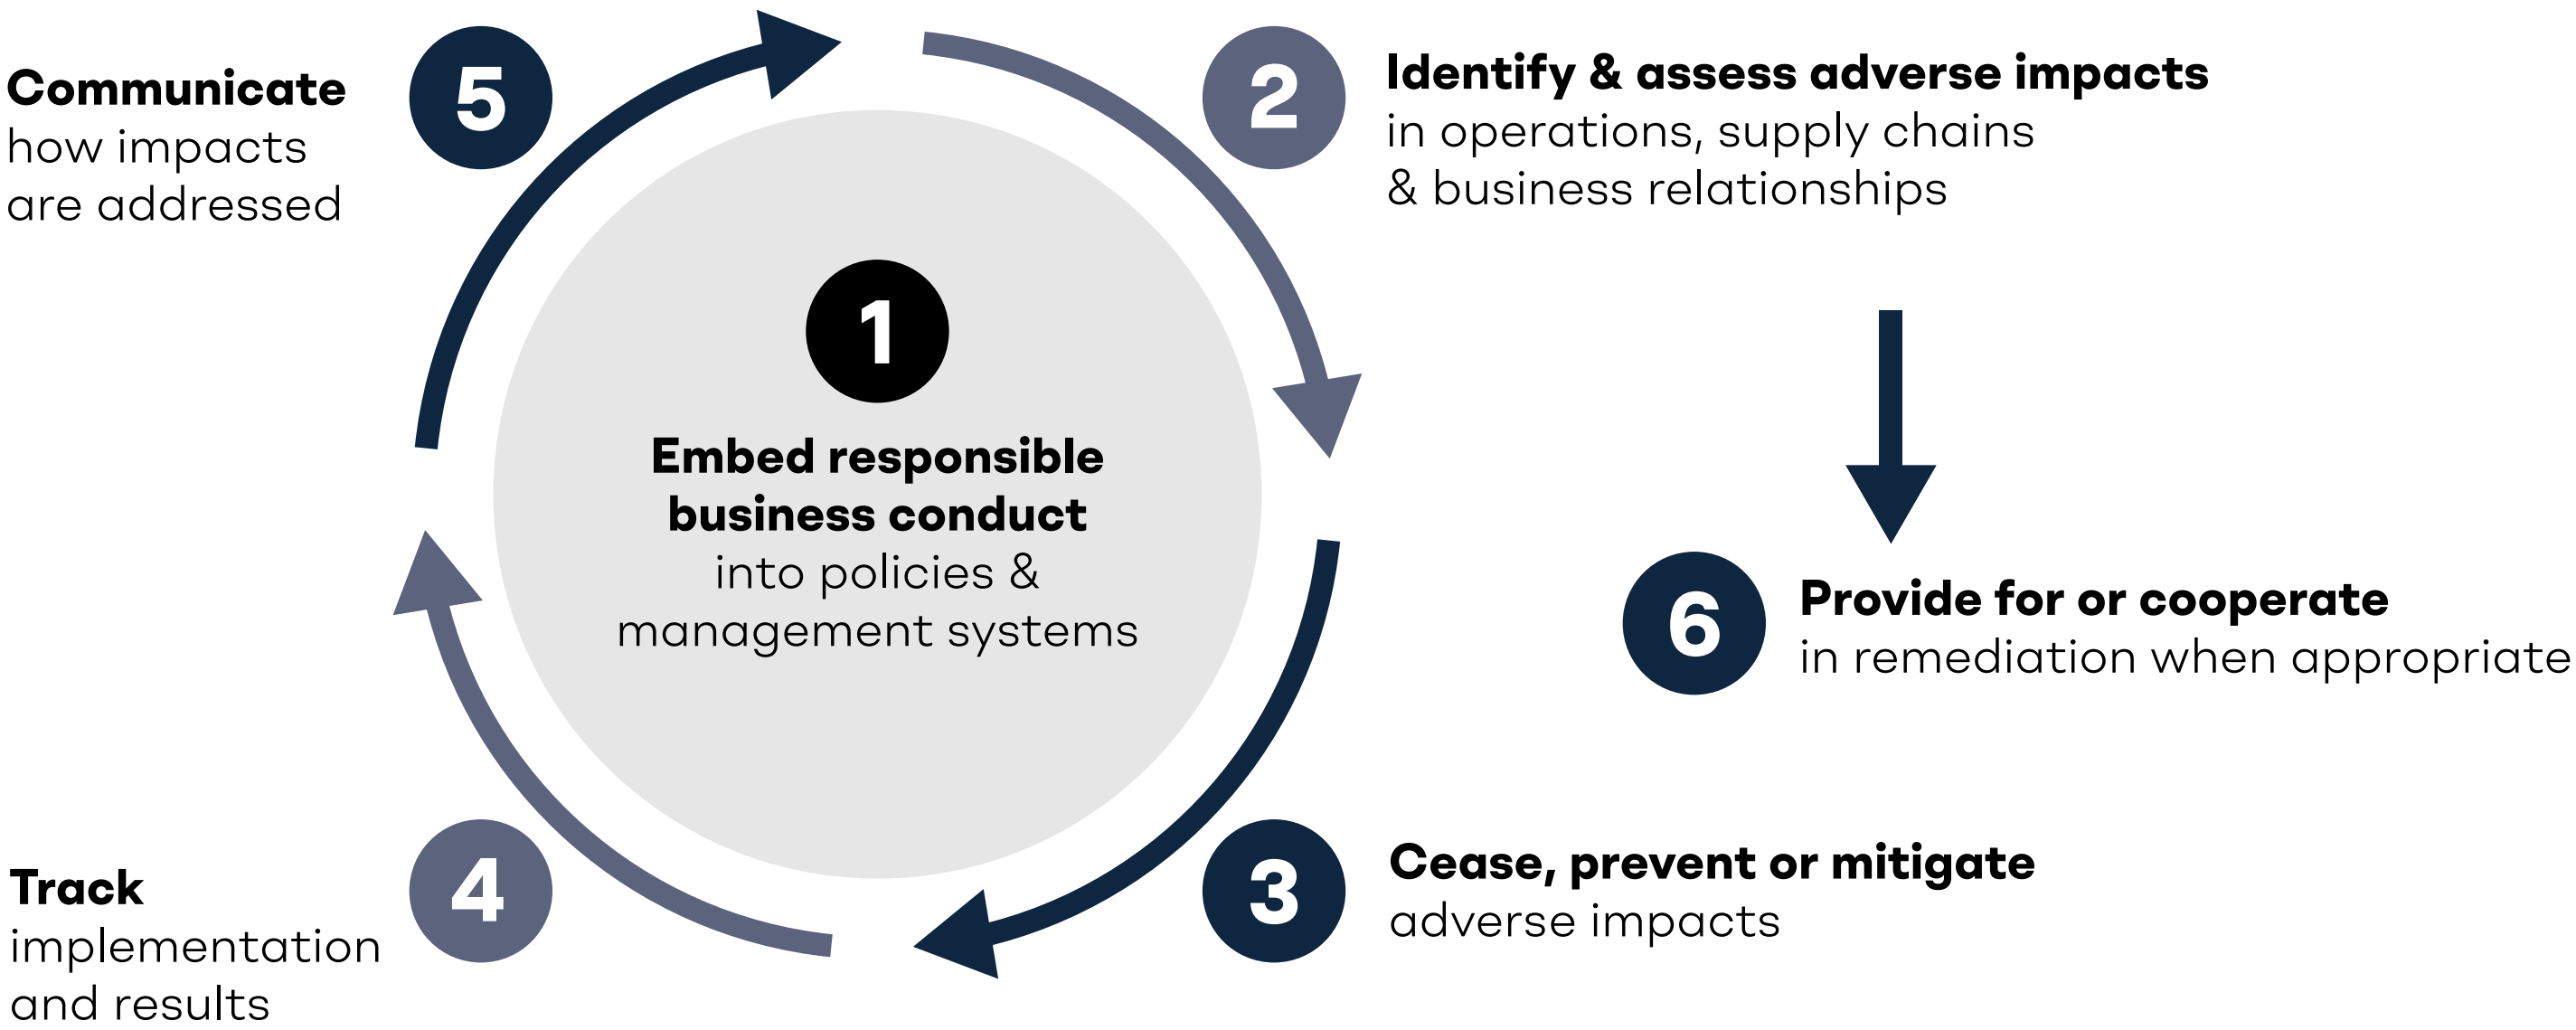 1
Embed responsible
business conduct
into policies &
management systems
2
Identify & assess adverse impacts
in operations, supply chains
& business relationships
3
Cease, prevent or mitigate
adverse impacts
4
Track
implementation
and results
5
Communicate
how impacts
are addressed
6
Provide for or cooperate
in remediation when appropriate